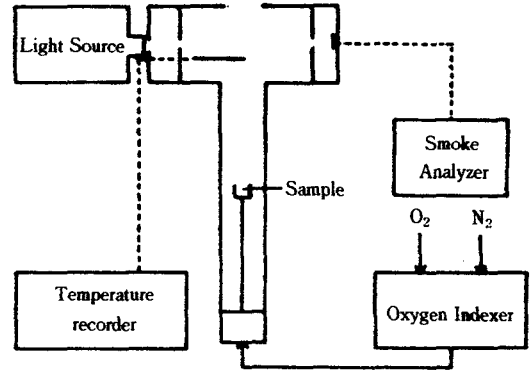 Light Source
Smoke
Analyzer
Sample
O₂ N₂
Temperature
recorder
Oxygen Indexer